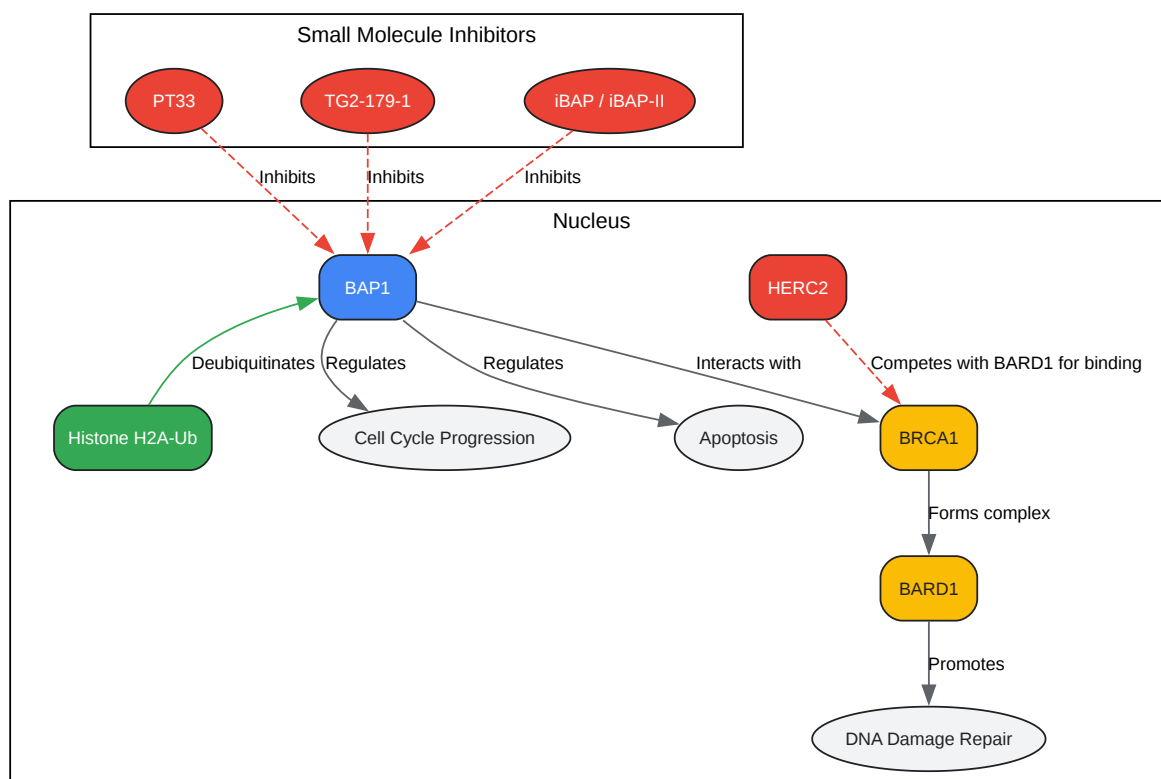 Small Molecule Inhibitors
PT33
TG2-179-1
iBAP / iBAP-II
Inhibits
Inhibits
Inhibits
Nucleus
BAP1
HERC2
Deubiquitinates
Regulates
Regulates
Interacts with
Competes with BARD1 for binding
Histone H2A-Ub
Cell Cycle Progression
Apoptosis
BRCA1
Forms complex
BARD1
Promotes
DNA Damage Repair